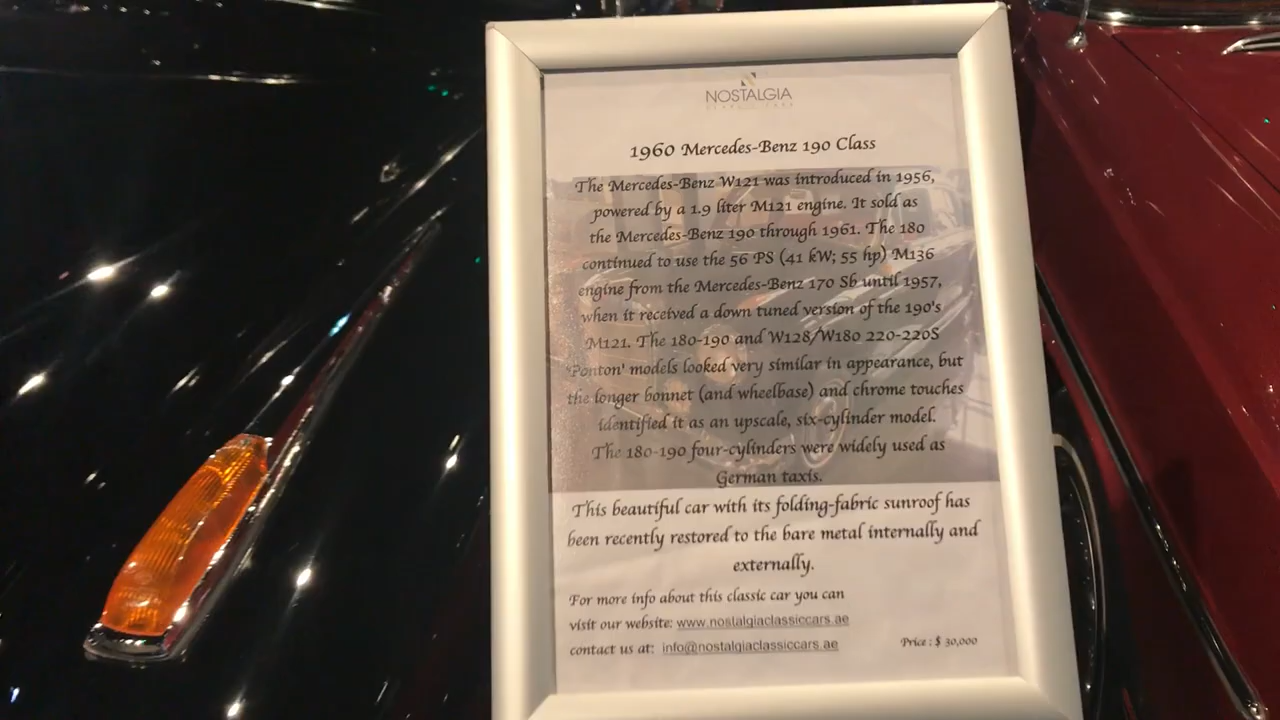 NOSTALGIA
1960 Mercedes-Benz 190 Class
The Mercedes-Benz W121 was introduced in 1956,
powered by a 1.9 liter M121 engine. It sold as
the Mercedes-Benz 190 through 1961. The 180
continued to use the 56 PS (41 kW; 55 hp) M136
engine from the Mercedes-Benz 170 Sb until 1957,
when it received a down tuned version of the 190's
M121. The 180-190 and W128/W180 220-220S
'Ponton' models looked very similar in appearance, but
the longer bonnet (and wheelbase) and chrome touches
identified it as an upscale, six-cylinder model.
The 180-190 four-cylinders were widely used as
German taxis.
This beautiful car with its folding-fabric sunroof has
been recently restored to the bare metal internally and
externally.
For more info about this classic car you can
visit our website: www.nostalgiaclassiccars.ae
contact us at: info@nostalgiaclassiccars.ae
Price : $ 30,000